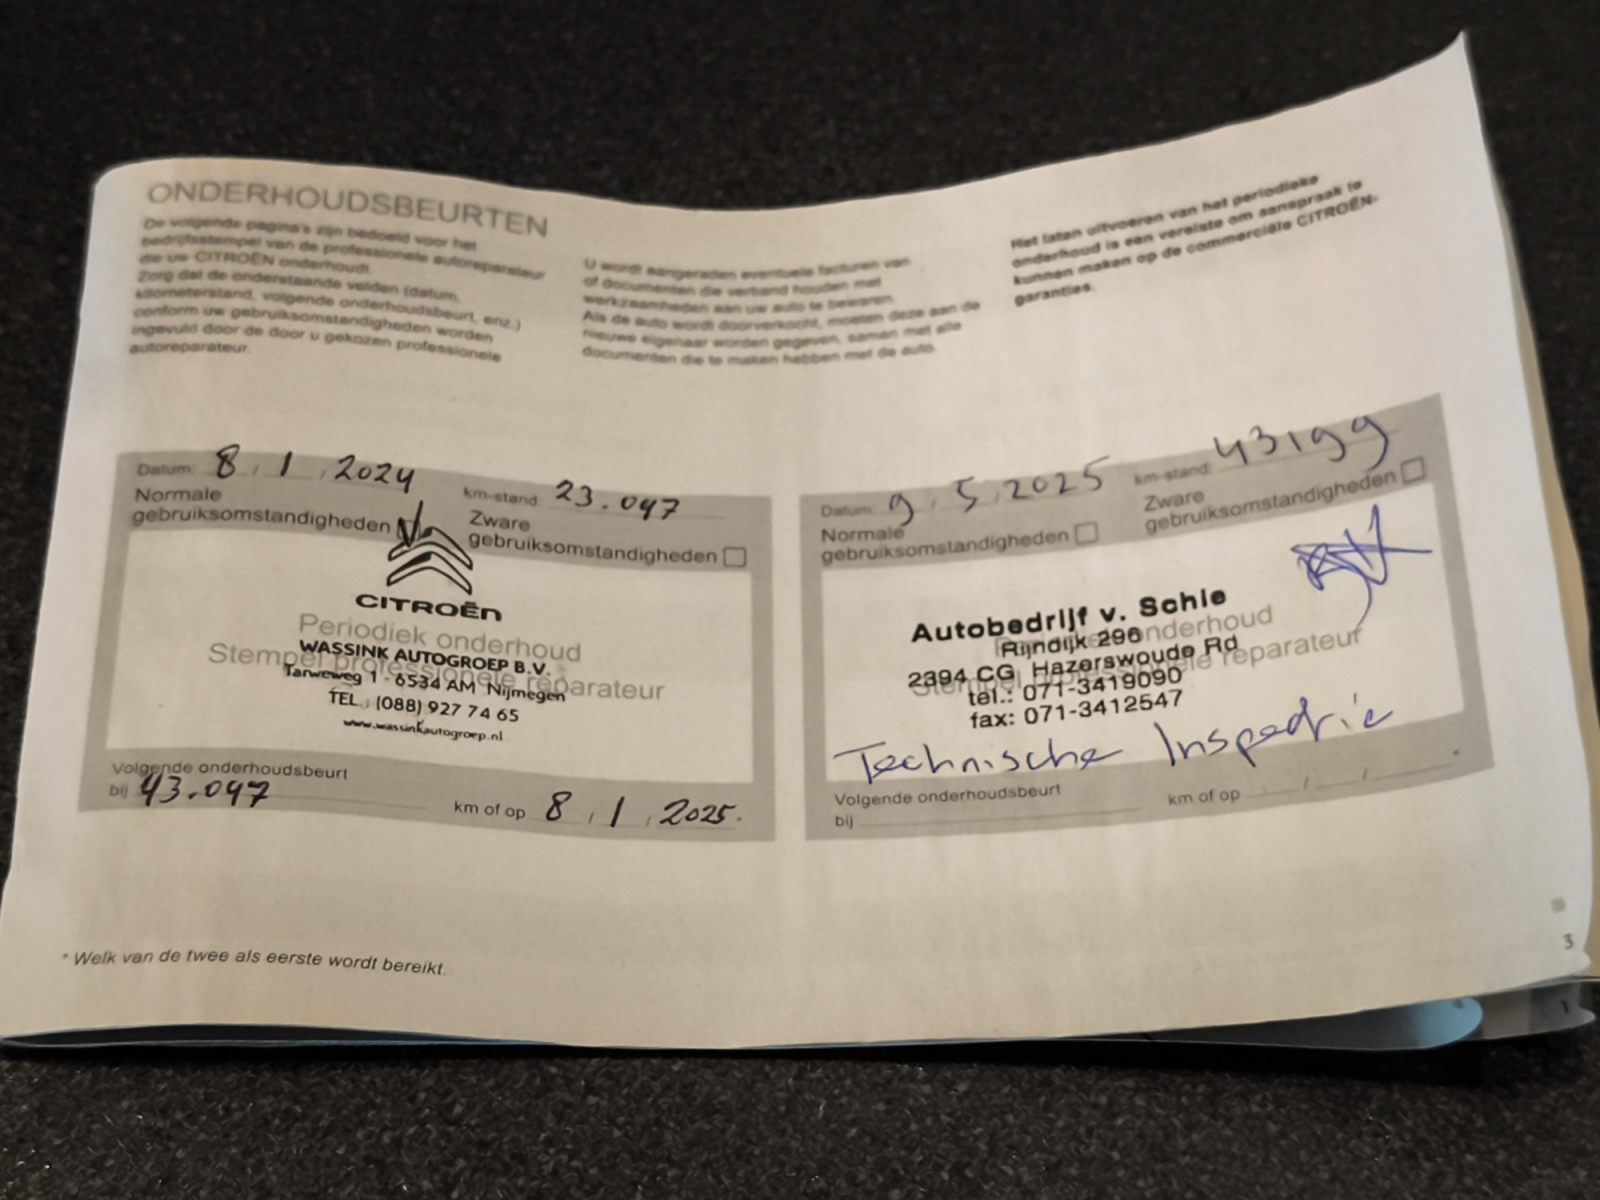 ONDERHOUDSBEURTEN
De volgende pagina's zijn bedoeld voor het
bedrijfsstempel van de professionele autoreparateur
die uw CITROËN onderhoudt.
Zorg dat de onderstaande velden (datum,
kilometerstand, volgende onderhoudsbeurt, enz.)
conform uw gebruiksomstandigheden worden
ingevuld door de door u gekozen professionele
autoreparateur.
U wordt aangeraden eventuele facturen van
of documenten die verband houden met
werkzaamheden aan uw auto te bewaren.
Als de auto wordt doorverkocht, moeten deze aan de
nieuwe eigenaar worden gegeven, samen met alle
documenten die te maken hebben met de auto.
Het laten uitvoeren van het periodieke
onderhoud is een vereiste om aanspraak te
kunnen maken op de commerciële CITROËN-
garanties.
Datum: 8 / 1 / 2024 km-stand: 23.047
Normale
gebruiksomstandigheden
Zware
gebruiksomstandigheden
CITROËN
Periodiek onderhoud
WASSINK AUTOGROEP B.V.
Stempel professionele reparateur
Tarweweg 1 - 6534 AM Nijmegen
TEL.: (088) 927 74 65
www.wassinkautogroep.nl
Volgende onderhoudsbeurt
bij 43.047 km of op 8 / 1 / 2025.
Datum: 9 / 5 / 2025 km-stand: 43199
Normale
gebruiksomstandigheden
Zware
gebruiksomstandigheden
Autobedrijf v. Schie
Periodiek onderhoud
Rijndijk 296
2394 CG Hazerswoude Rd
Stempel professionele reparateur
tel.: 071-3419090
fax: 071-3412547
Technische Inspectie
Volgende onderhoudsbeurt
bij km of op / /
* Welk van de twee als eerste wordt bereikt.
3
1